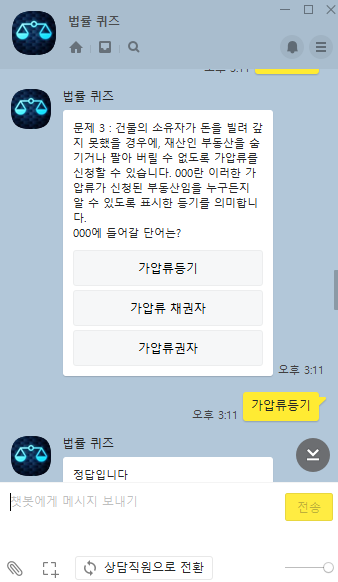 법률 퀴즈
오후 3:11
법률 퀴즈
문제 3 : 건물의 소유자가 돈을 빌려 갚
지 못했을 경우에, 재산인 부동산을 숨
기거나 팔아 버릴 수 없도록 가압류를
신청할 수 있습니다. 000란 이러한 가
압류가 신청된 부동산임을 누구든지
알 수 있도록 표시한 등기를 의미합니
다.
000에 들어갈 단어는?
가압류등기
가압류 채권자
가압류권자
오후 3:11
가압류등기
오후 3:11
법률 퀴즈
정답입니다
챗봇에게 메시지 보내기
전송
상담직원으로 전환